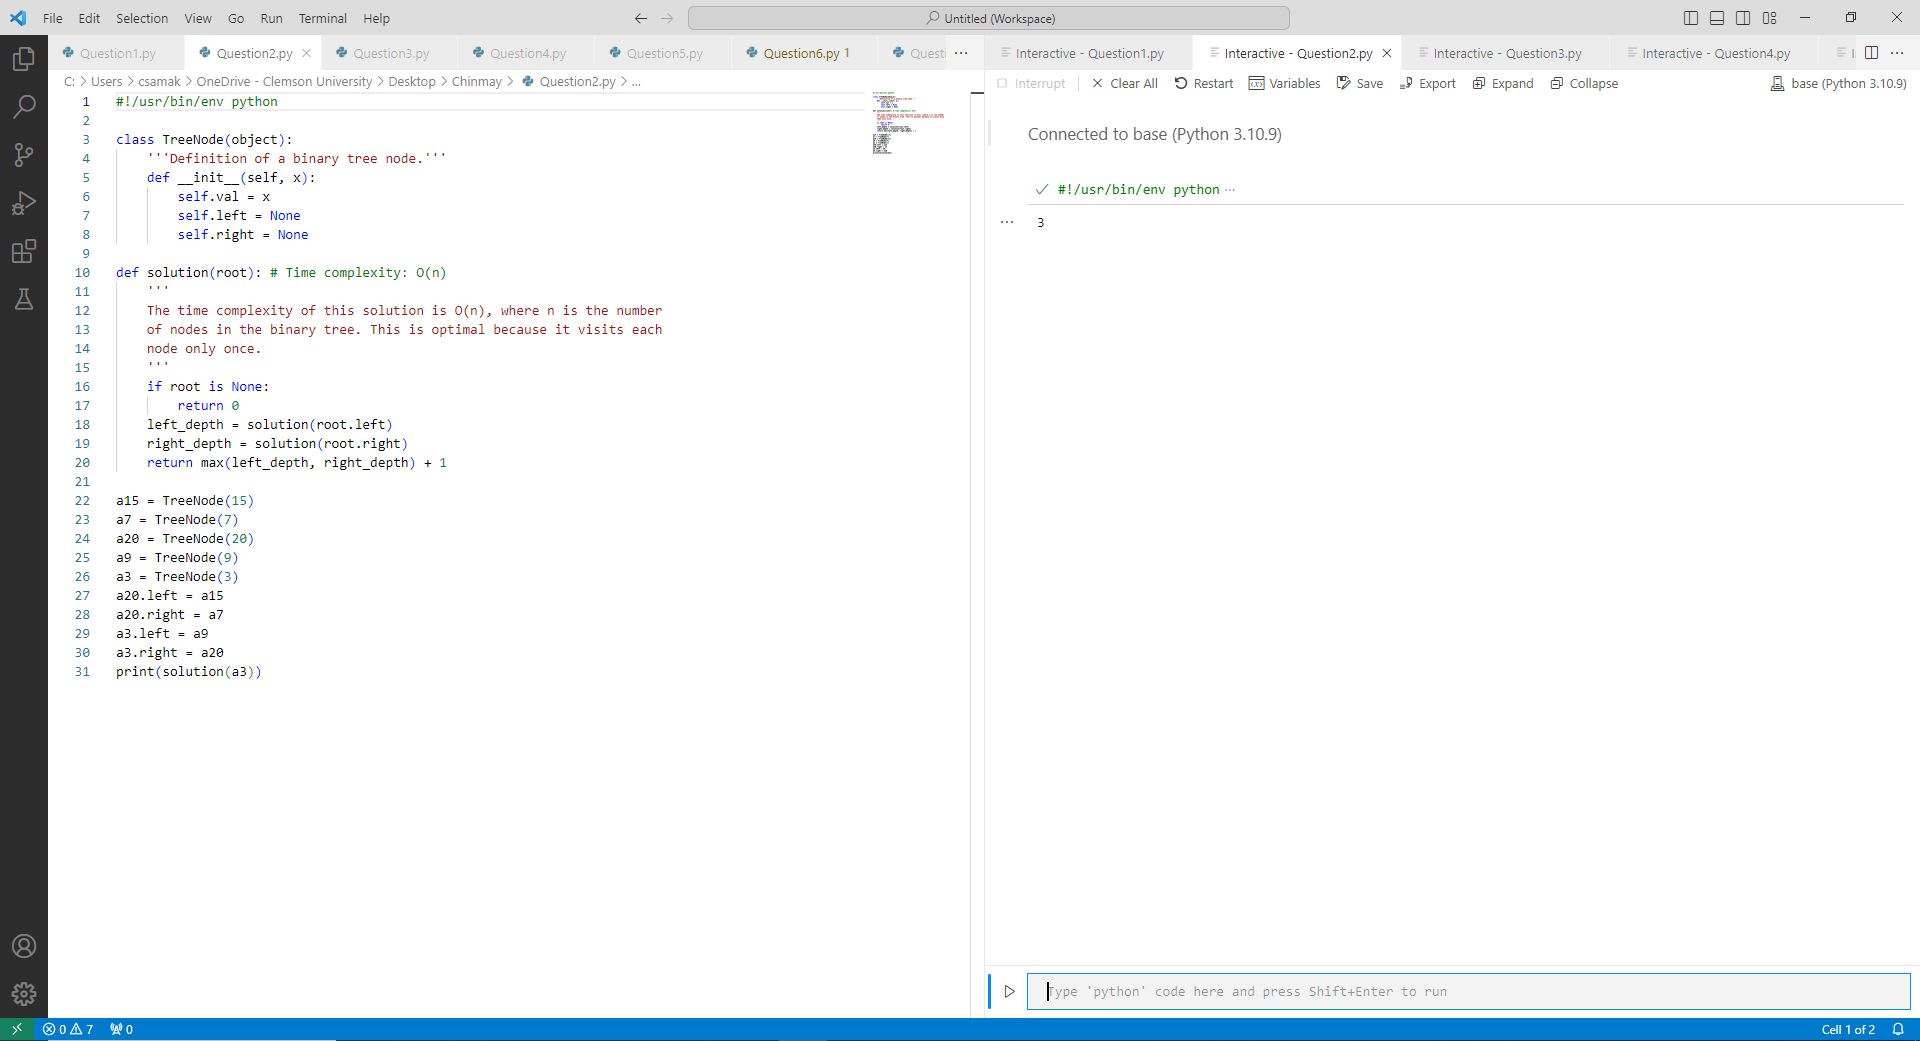 File Edit Selection View Go Run Terminal Help
Untitled (Workspace)
Question1.py Question2.py Question3.py Question4.py Question5.py Question6.py 1 Questi ...
Interactive - Question1.py Interactive - Question2.py Interactive - Question3.py Interactive - Question4.py
C: > Users > csamak > OneDrive - Clemson University > Desktop > Chinmay > Question2.py > ...
Interrupt Clear All Restart Variables Save Export Expand Collapse base (Python 3.10.9)
1 #!/usr/bin/env python
2
3 class TreeNode(object):
4     '''Definition of a binary tree node.'''
5     def __init__(self, x):
6         self.val = x
7         self.left = None
8         self.right = None
9
10 def solution(root): # Time complexity: O(n)
11     '''
12     The time complexity of this solution is O(n), where n is the number
13     of nodes in the binary tree. This is optimal because it visits each
14     node only once.
15     '''
16     if root is None:
17         return 0
18     left_depth = solution(root.left)
19     right_depth = solution(root.right)
20     return max(left_depth, right_depth) + 1
21
22 a15 = TreeNode(15)
23 a7 = TreeNode(7)
24 a20 = TreeNode(20)
25 a9 = TreeNode(9)
26 a3 = TreeNode(3)
27 a20.left = a15
28 a20.right = a7
29 a3.left = a9
30 a3.right = a20
31 print(solution(a3))
Connected to base (Python 3.10.9)
#!/usr/bin/env python ...
... 3
Type 'python' code here and press Shift+Enter to run
0 7 0
Cell 1 of 2